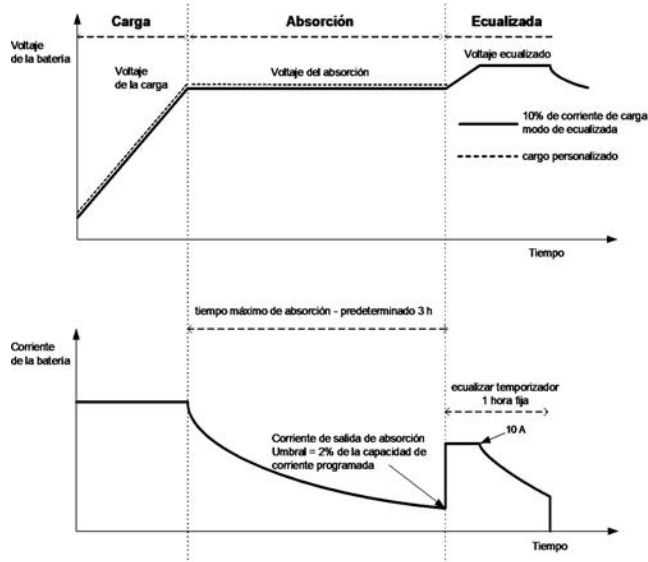 Carga
Absorción
Ecualizada
Voltaje
de la batería
Voltaje
de la carga
Voltaje del absorción
Voltaje ecualizado
10% de corriente de carga
modo de ecualizada
cargo personalizado
Tiempo
tiempo máximo de absorción - predeterminado 3 h
Corriente
de la batería
ecualizar temporizador
1 hora fija
10 A
Corriente de salida de absorción
Umbral = 2% de la capacidad de
corriente programada
Tiempo